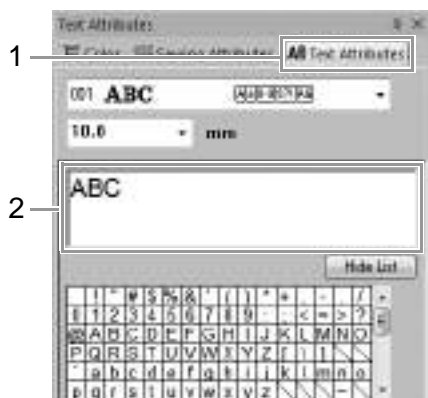 Text Attributes
1
Color Sewing Attributes Text Attributes
001 ABC
10.0 mm
2
ABC
Hide List
! " # $ % & ' ( ) * + , - . /
0 1 2 3 4 5 6 7 8 9 : ; < = > ?
@ A B C D E F G H I J K L M N O
P Q R S T U V W X Y Z [ ]
a b c d e f g h i j k l m n o
p q r s t u v w x y z